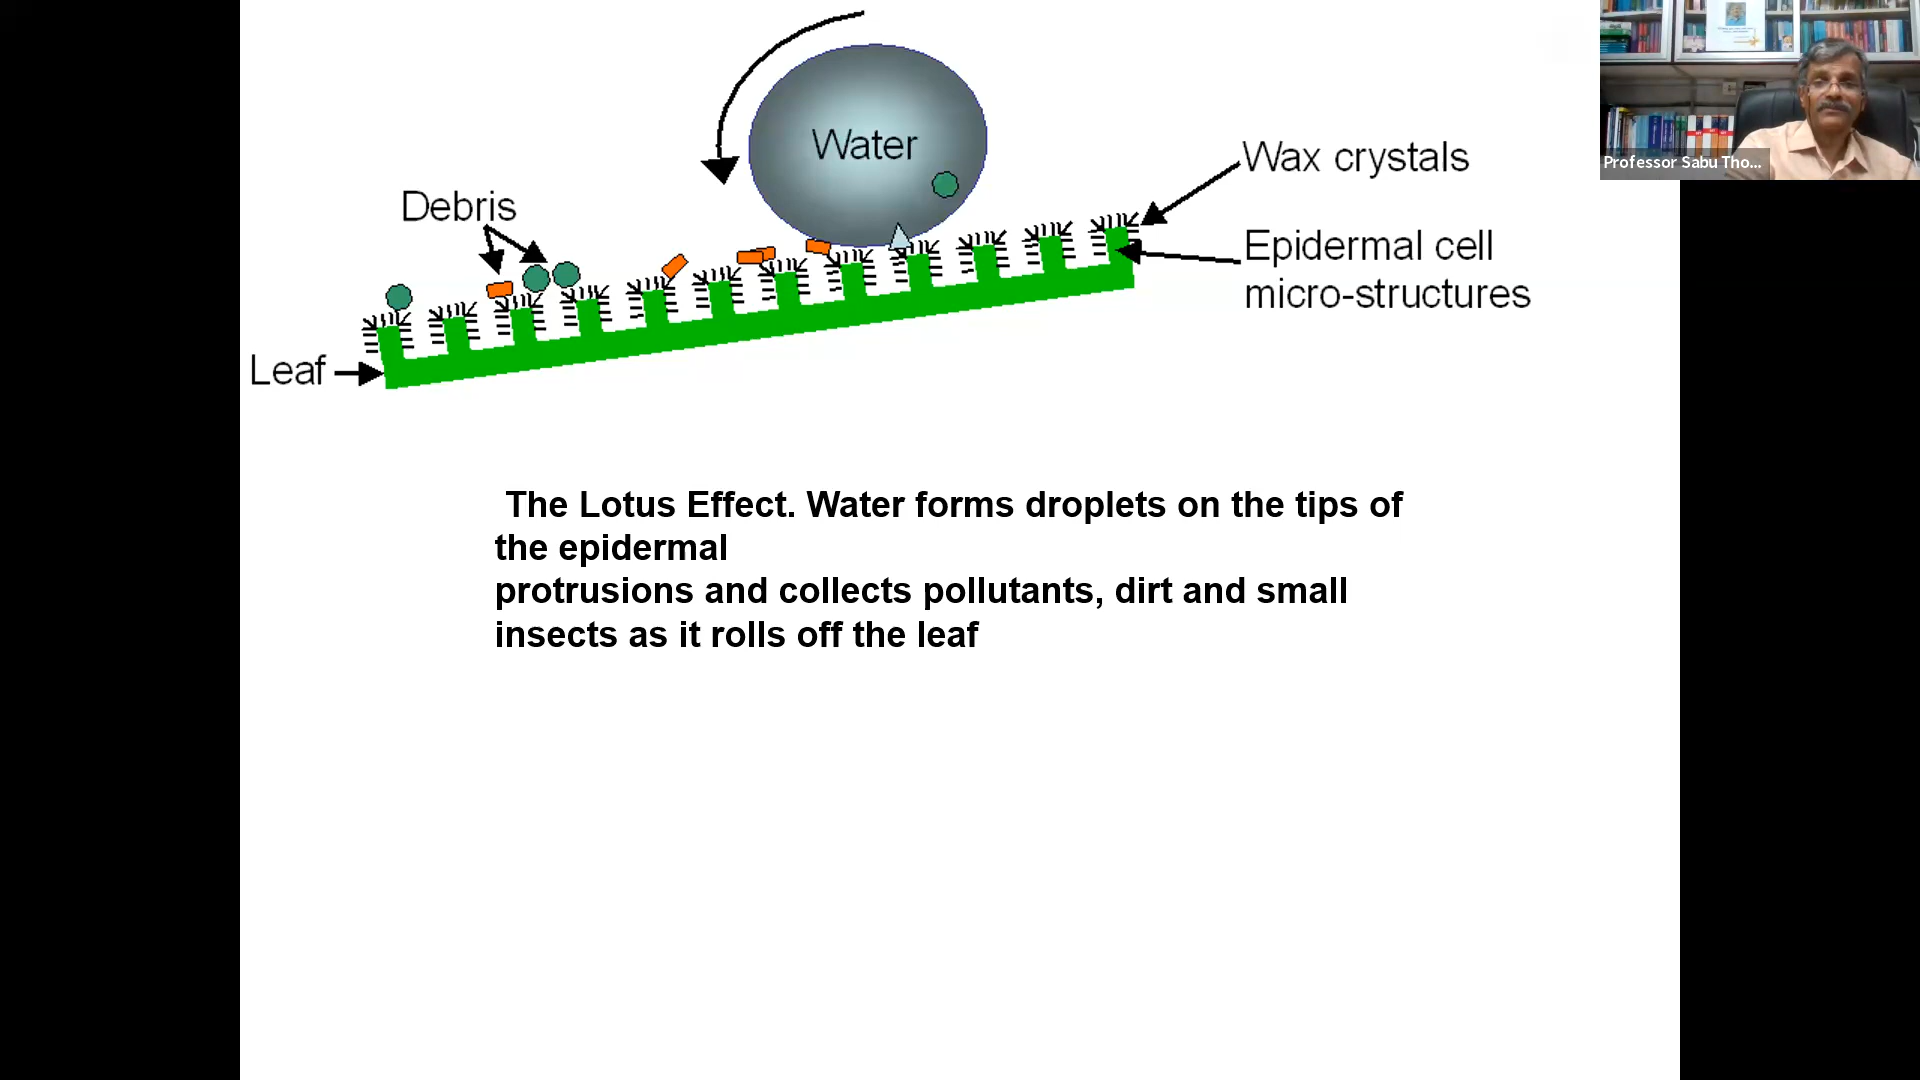 Water
Wax crystals
Professor Sabu Tho...
Debris
Epidermal cell
micro-structures
Leaf
The Lotus Effect. Water forms droplets on the tips of
the epidermal
protrusions and collects pollutants, dirt and small
insects as it rolls off the leaf